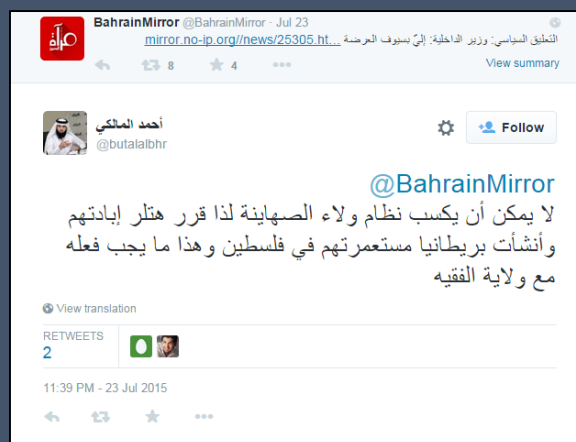 BahrainMirror @BahrainMirror · Jul 23
التعليق السياسي: وزير الداخلية: إليّ بسيوف العرضة mirror.no-ip.org//news/25305.ht...
8 4 View summary
مرآة
أحمد المالكي
@butalalbhr
Follow
@BahrainMirror
لا يمكن أن يكسب نظام ولاء الصهاينة لذا قرر هتلر إبادتهم
وأنشأت بريطانيا مستعمرتهم في فلسطين وهذا ما يجب فعله
مع ولاية الفقيه
View translation
RETWEETS
2
11:39 PM - 23 Jul 2015